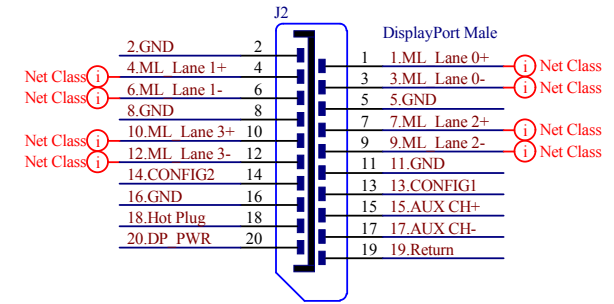 J2
DisplayPort Male
2.GND 2
1 1.ML_Lane 0+ i Net Class
Net Class i 4.ML_Lane 1+ 4
3 3.ML_Lane 0- i Net Class
Net Class i 6.ML_Lane 1- 6
5 5.GND
8.GND 8
7 7.ML_Lane 2+ i Net Class
Net Class i 10.ML_Lane 3+ 10
9 9.ML_Lane 2- i Net Class
Net Class i 12.ML_Lane 3- 12
11 11.GND
14.CONFIG2 14
13 13.CONFIG1
16.GND 16
15 15.AUX CH+
18.Hot Plug 18
17 17.AUX CH-
20.DP_PWR 20
19 19.Return